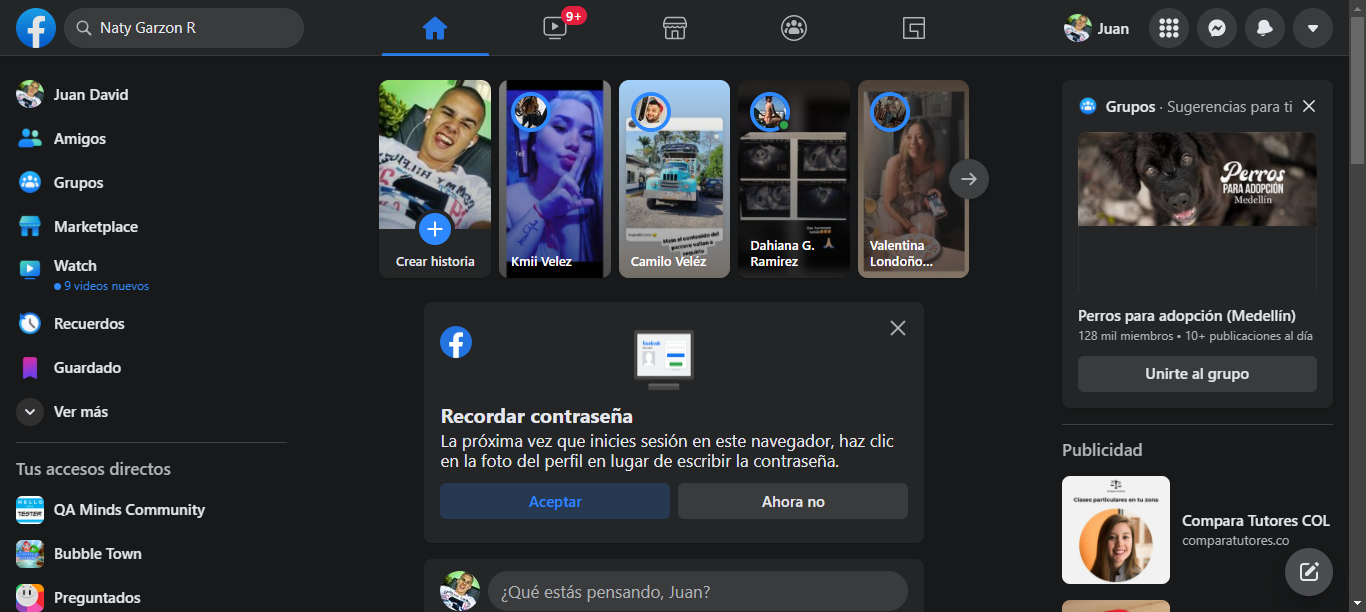 Naty Garzon R
9+
Juan
Juan David
Amigos
Grupos
Marketplace
Watch
9 videos nuevos
Recuerdos
Guardado
Ver más
Tus accesos directos
HELLO
TESTER
QA Minds Community
Bubble Town
Preguntados
Crear historia
Kmii Velez
Camilo Veléz
Dahiana G.
Ramirez
Valentina
Londoño...
facebook
Recordar contraseña
La próxima vez que inicies sesión en este navegador, haz clic
en la foto del perfil en lugar de escribir la contraseña.
Aceptar
Ahora no
¿Qué estás pensando, Juan?
Grupos · Sugerencias para ti
Perros
PARA ADOPCIÓN
Medellín
Perros para adopción (Medellín)
128 mil miembros • 10+ publicaciones al día
Unirte al grupo
Publicidad
Clases particulares en tu zona
Compara Tutores COL
comparatutores.co